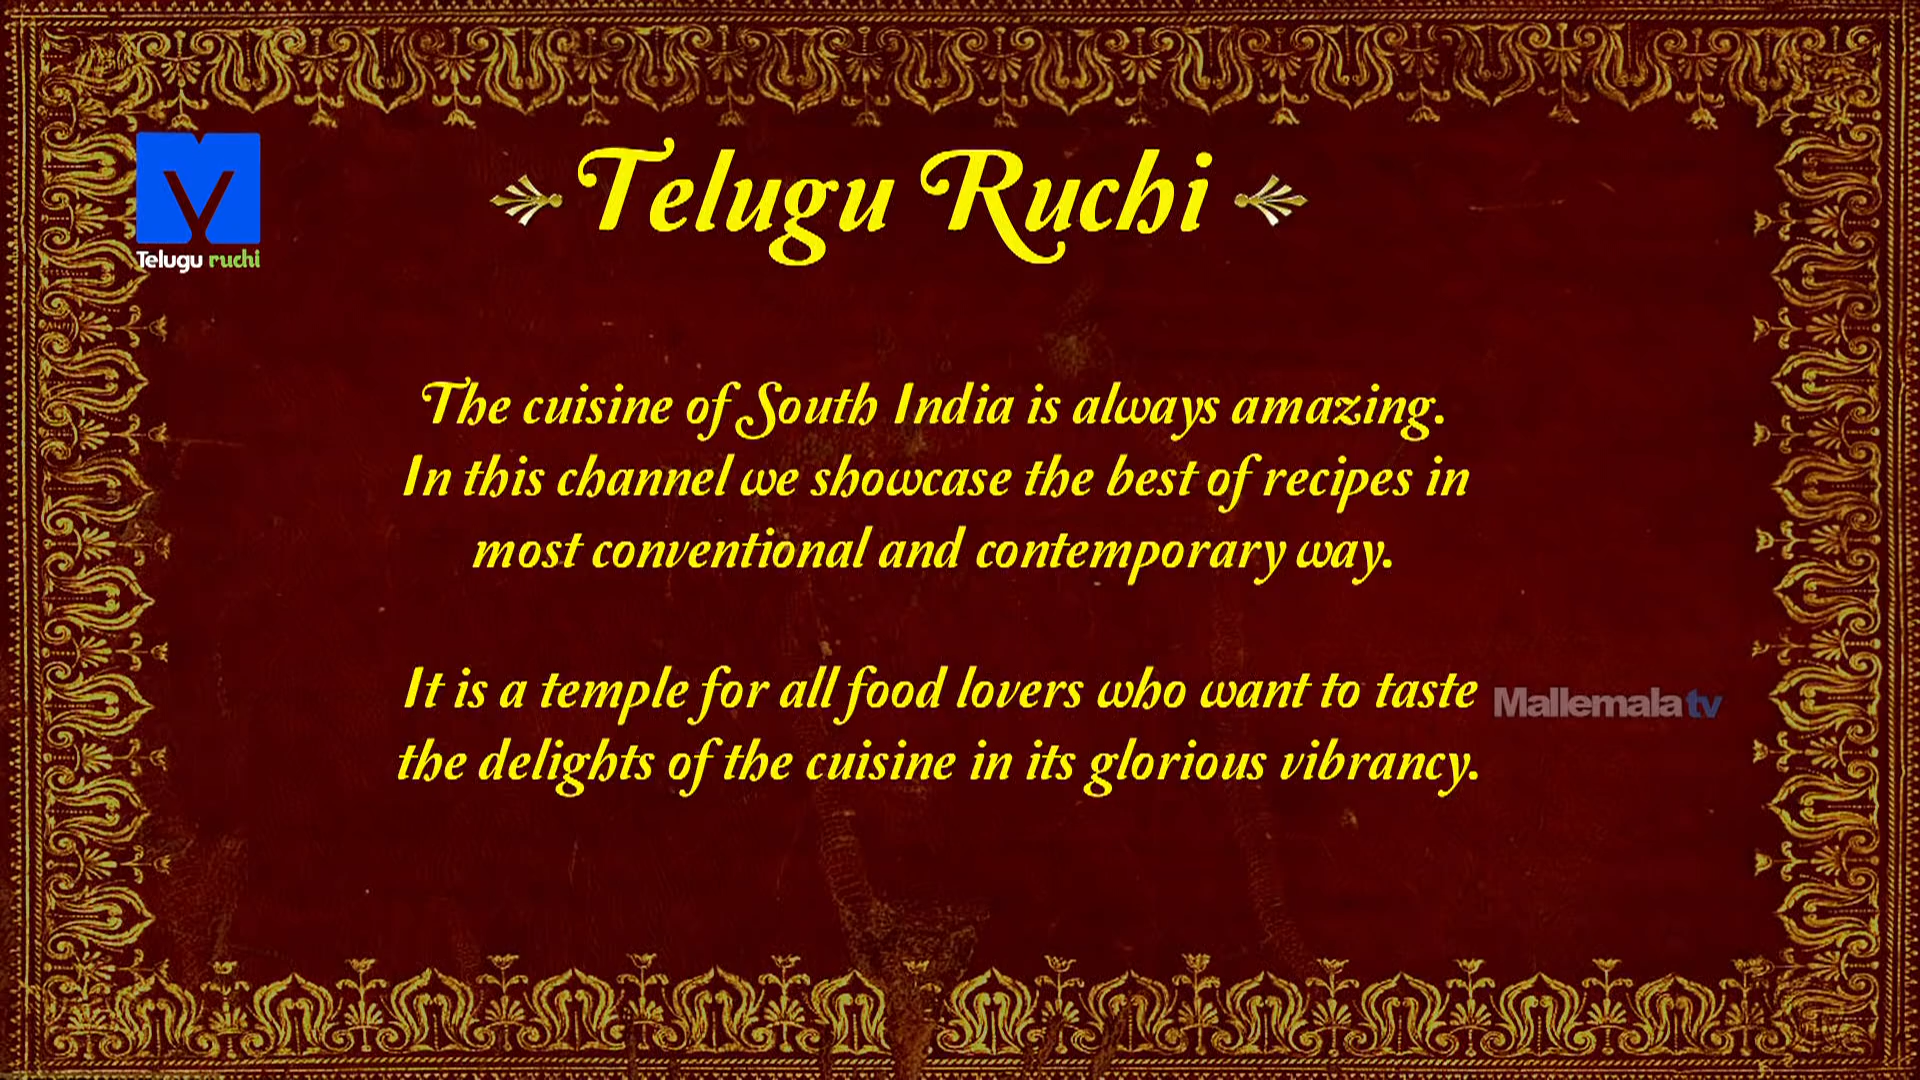 Telugu Ruchi
Telugu ruchi
The cuisine of South India is always amazing.
In this channel we showcase the best of recipes in
most conventional and contemporary way.
It is a temple for all food lovers who want to taste
the delights of the cuisine in its glorious vibrancy.
Mallemala tv